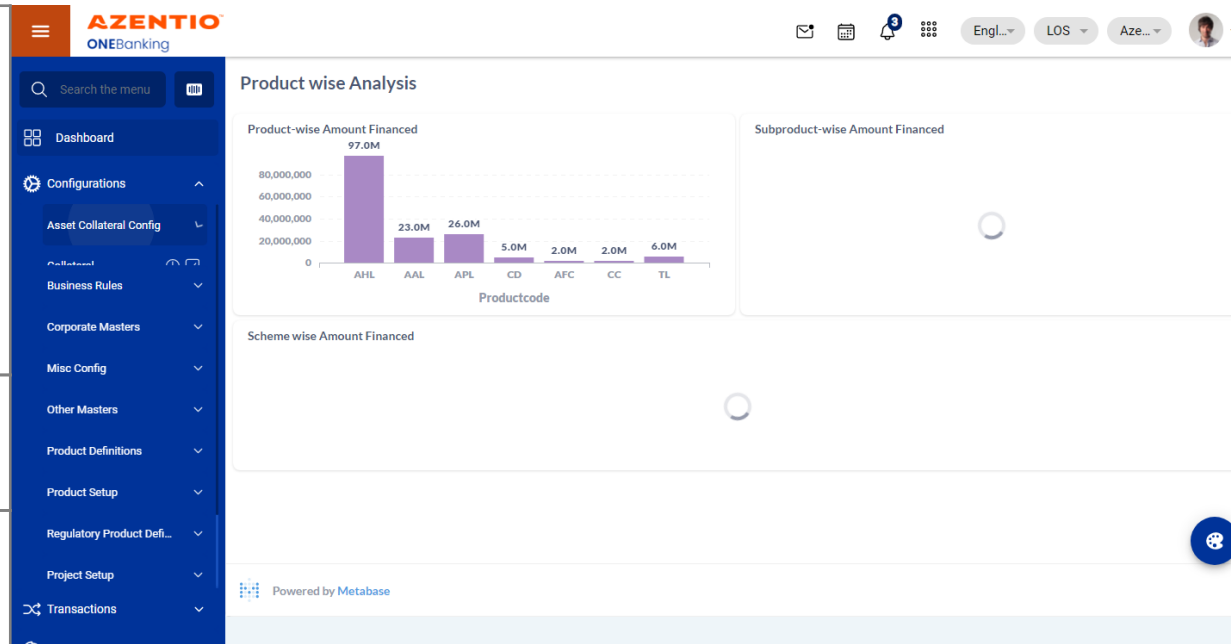 AZENTIO
ONEBanking
3
Engl...
LOS
Aze...
Search the menu
Dashboard
Configurations
Asset Collateral Config
Collateral
Business Rules
Corporate Masters
Misc Config
Other Masters
Product Definitions
Product Setup
Regulatory Product Defi...
Project Setup
Transactions
Product wise Analysis
Product-wise Amount Financed
97.0M
80,000,000
60,000,000
40,000,000
20,000,000
0
23.0M
26.0M
5.0M
2.0M
2.0M
6.0M
AHL AAL APL CD AFC CC TL
Productcode
Subproduct-wise Amount Financed
Scheme wise Amount Financed
Powered by Metabase